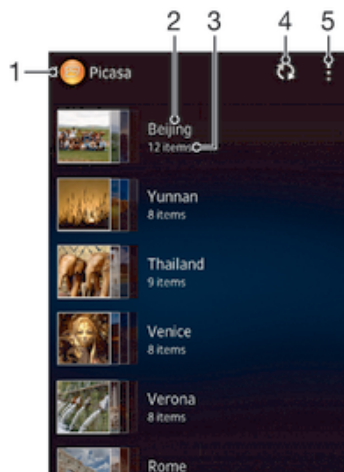 2 3 4 5
1 Picasa
Beijing
12 items
Yunnan
8 items
Thailand
9 items
Venice
8 items
Verona
8 items
Rome